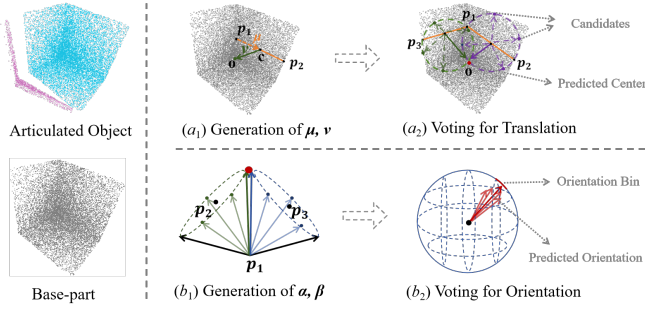 Articulated Object
Base-part
p₁
o
c
p₂
(a₁) Generation of μ, ν
p₁
p₃
o
p₂
Candidates
Predicted Center
(a₂) Voting for Translation
p₂
p₃
p₁
(b₁) Generation of α, β
Orientation Bin
Predicted Orientation
(b₂) Voting for Orientation